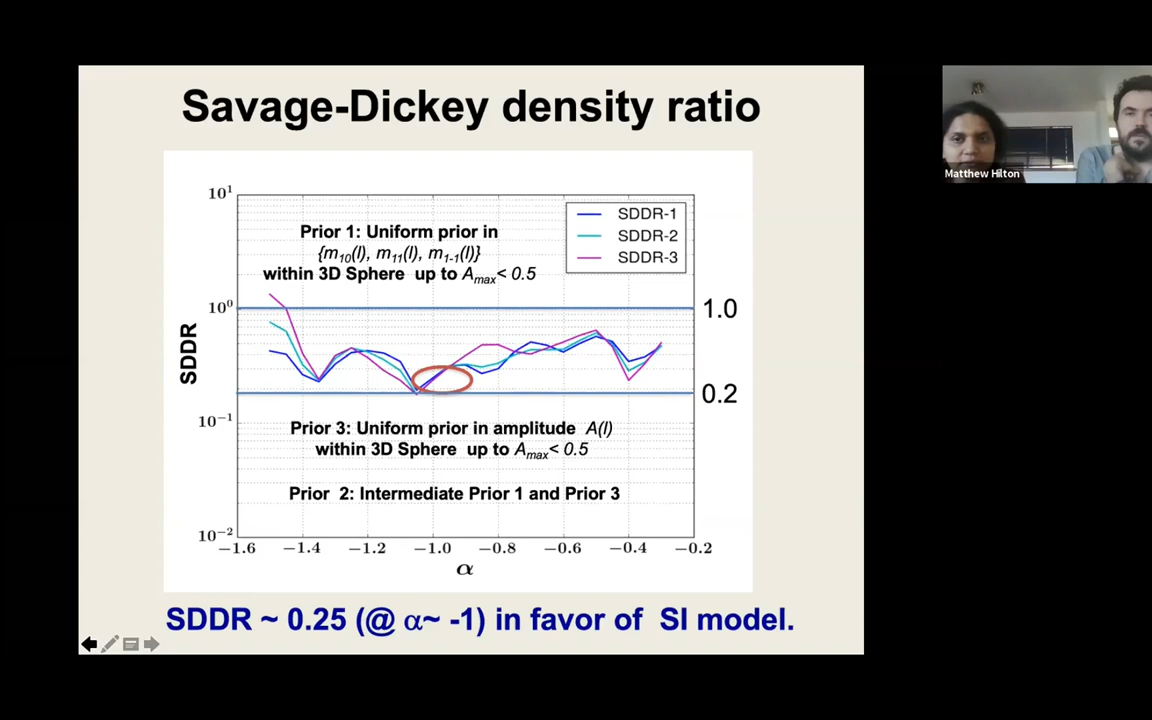 Savage-Dickey density ratio
Matthew Hilton
10¹
Prior 1: Uniform prior in
{m₁₀(l), m₁₁(l), m₁₋₁(l)}
within 3D Sphere up to Aₘₐₓ< 0.5
SDDR-1
SDDR-2
SDDR-3
10⁰
1.0
SDDR
0.2
10⁻¹
Prior 3: Uniform prior in amplitude A(l)
within 3D Sphere up to Aₘₐₓ< 0.5
Prior 2: Intermediate Prior 1 and Prior 3
10⁻²
−1.6 −1.4 −1.2 −1.0 −0.8 −0.6 −0.4 −0.2
α
SDDR ~ 0.25 (@ α~ -1) in favor of SI model.